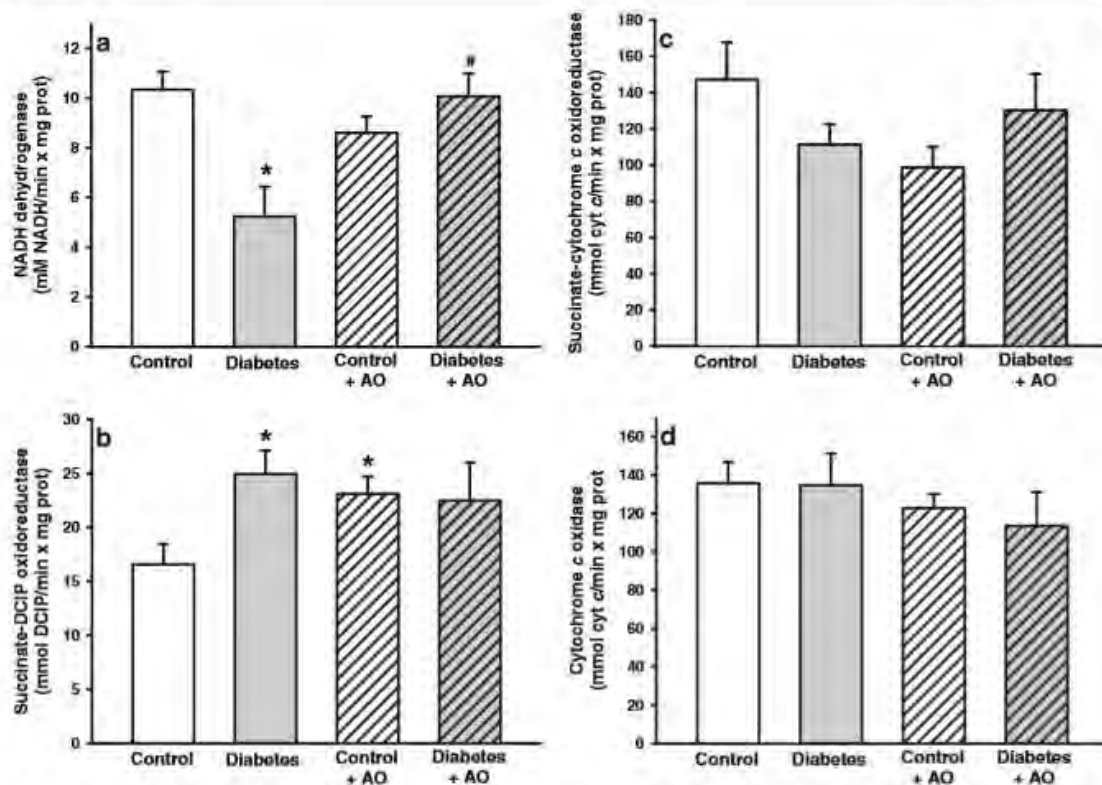 a
NADH dehydrogenase
(mM NADH/min x mg prot)
12
10
8
6
4
2
0
*
#
Control
Diabetes
Control
+ AO
Diabetes
+ AO
c
Succinate-cytochrome c oxidoreductase
(mmol cyt c/min x mg prot)
180
160
140
120
100
80
60
40
20
0
Control
Diabetes
Control
+ AO
Diabetes
+ AO
b
Succinate-DCIP oxidoreductase
(mmol DCIP/min x mg prot)
30
25
20
15
10
5
0
*
*
Control
Diabetes
Control
+ AO
Diabetes
+ AO
d
Cytochrome c oxidase
(mmol cyt c/min x mg prot
160
140
120
100
80
60
40
20
0
Control
Diabetes
Control
+ AO
Diabetes
+ AO